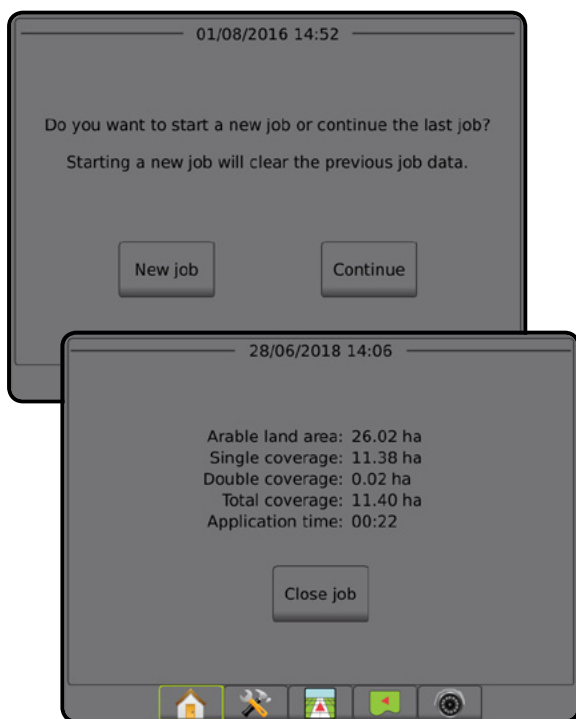 01/08/2016 14:52
Do you want to start a new job or continue the last job?
Starting a new job will clear the previous job data.
New job Continue
28/06/2018 14:06
Arable land area: 26.02 ha
Single coverage: 11.38 ha
Double coverage: 0.02 ha
Total coverage: 11.40 ha
Application time: 00:22
Close job